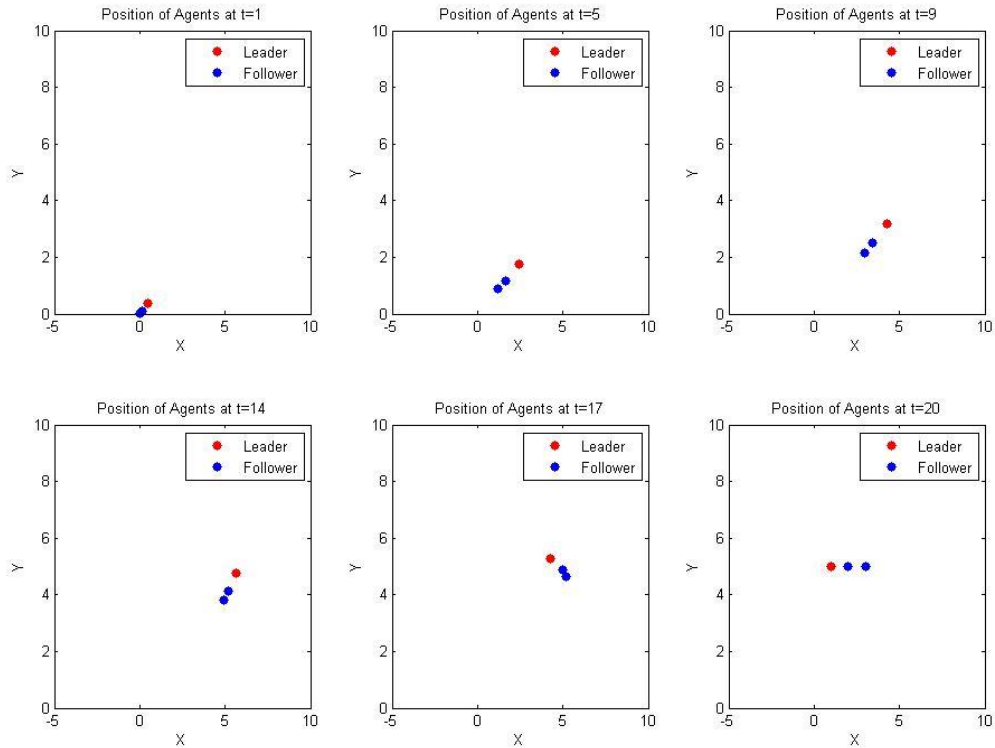 Position of Agents at t=1
10
8
6
4
2
0
-5
0
5
10
Y
X
Leader
Follower
Position of Agents at t=5
10
8
6
4
2
0
-5
0
5
10
Y
X
Leader
Follower
Position of Agents at t=9
10
8
6
4
2
0
-5
0
5
10
Y
X
Leader
Follower
Position of Agents at t=14
10
8
6
4
2
0
-5
0
5
10
Y
X
Leader
Follower
Position of Agents at t=17
10
8
6
4
2
0
-5
0
5
10
Y
X
Leader
Follower
Position of Agents at t=20
10
8
6
4
2
0
-5
0
5
10
Y
X
Leader
Follower